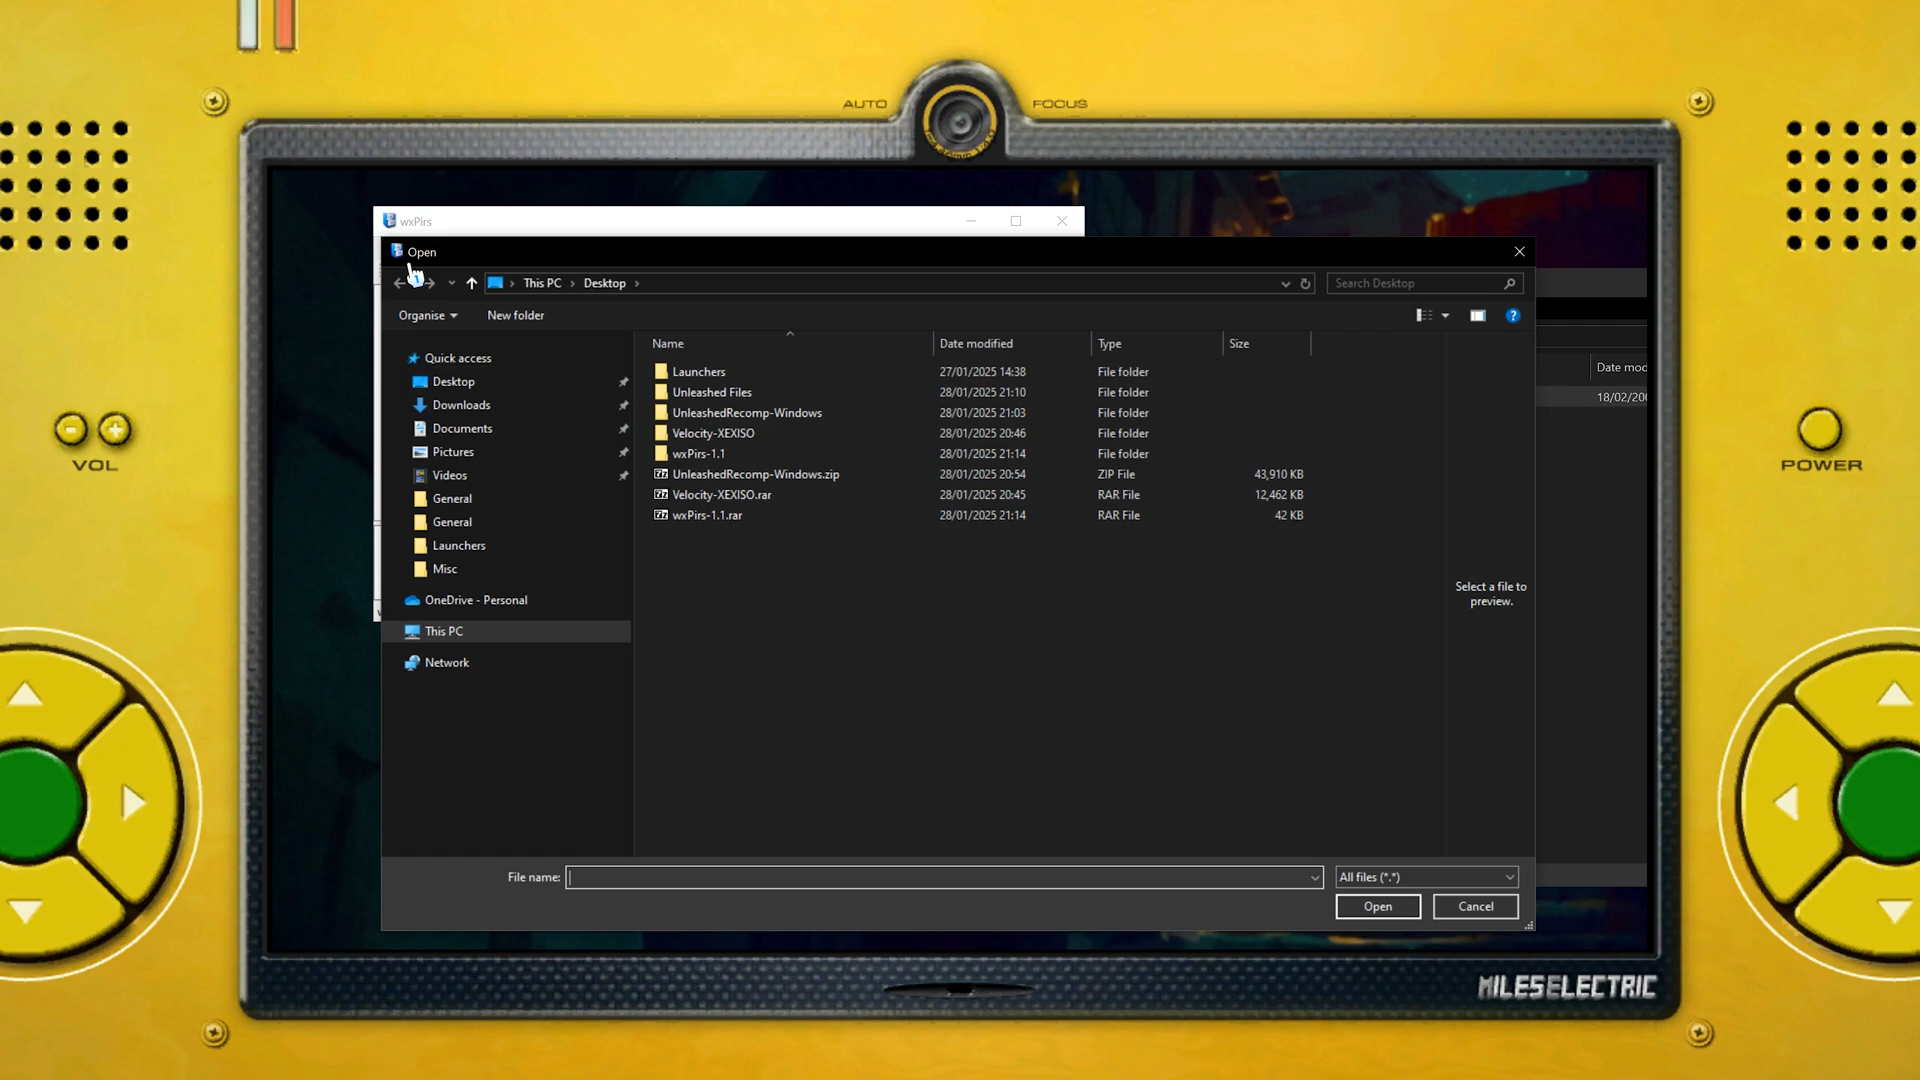 AUTO
FOCUS
wxPirs
Open
This PC
Desktop
Search Desktop
Organise
New folder
Name
Date modified
Type
Size
Quick access
Desktop
Downloads
Documents
Pictures
Videos
General
General
Launchers
Misc
OneDrive - Personal
This PC
Network
Launchers 27/01/2025 14:38 File folder
Unleashed Files 28/01/2025 21:10 File folder
UnleashedRecomp-Windows 28/01/2025 21:03 File folder
Velocity-XEXISO 28/01/2025 20:46 File folder
wxPirs-1.1 28/01/2025 21:14 File folder
UnleashedRecomp-Windows.zip 28/01/2025 20:54 ZIP File 43,910 KB
Velocity-XEXISO.rar 28/01/2025 20:45 RAR File 12,462 KB
wxPirs-1.1.rar 28/01/2025 21:14 RAR File 42 KB
Date mod
18/02/200
Select a file to
preview.
File name:
All files (*.*)
Open
Cancel
VOL
POWER
MILESELECTRIC